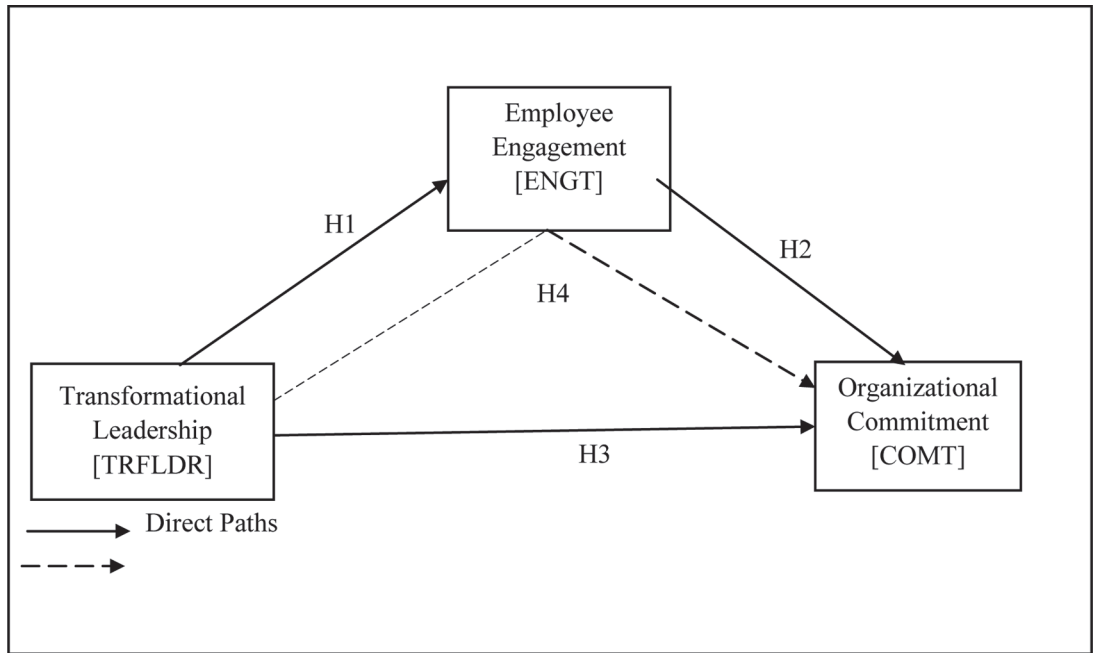 Employee
Engagement
[ENGT]
H1
H2
H4
Transformational
Leadership
[TRFLDR]
Organizational
Commitment
[COMT]
H3
Direct Paths